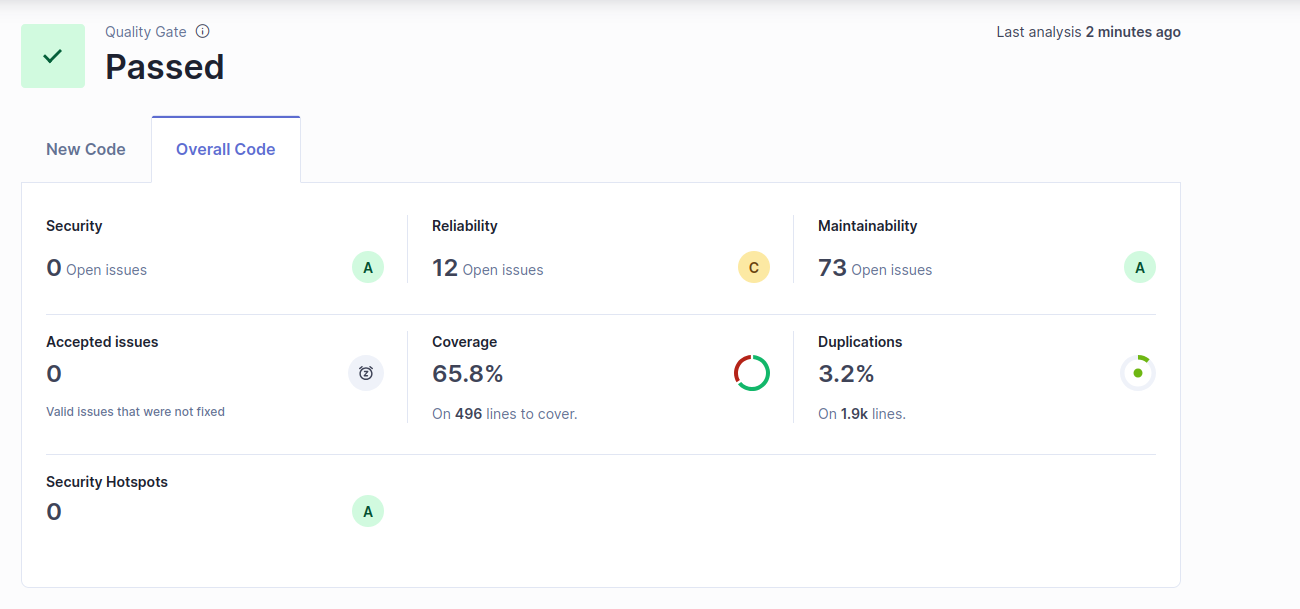 Quality Gate
Last analysis 2 minutes ago
Passed
New Code
Overall Code
Security
0 Open issues
A
Reliability
12 Open issues
C
Maintainability
73 Open issues
A
Accepted issues
0
Valid issues that were not fixed
Coverage
65.8%
On 496 lines to cover.
Duplications
3.2%
On 1.9k lines.
Security Hotspots
0
A